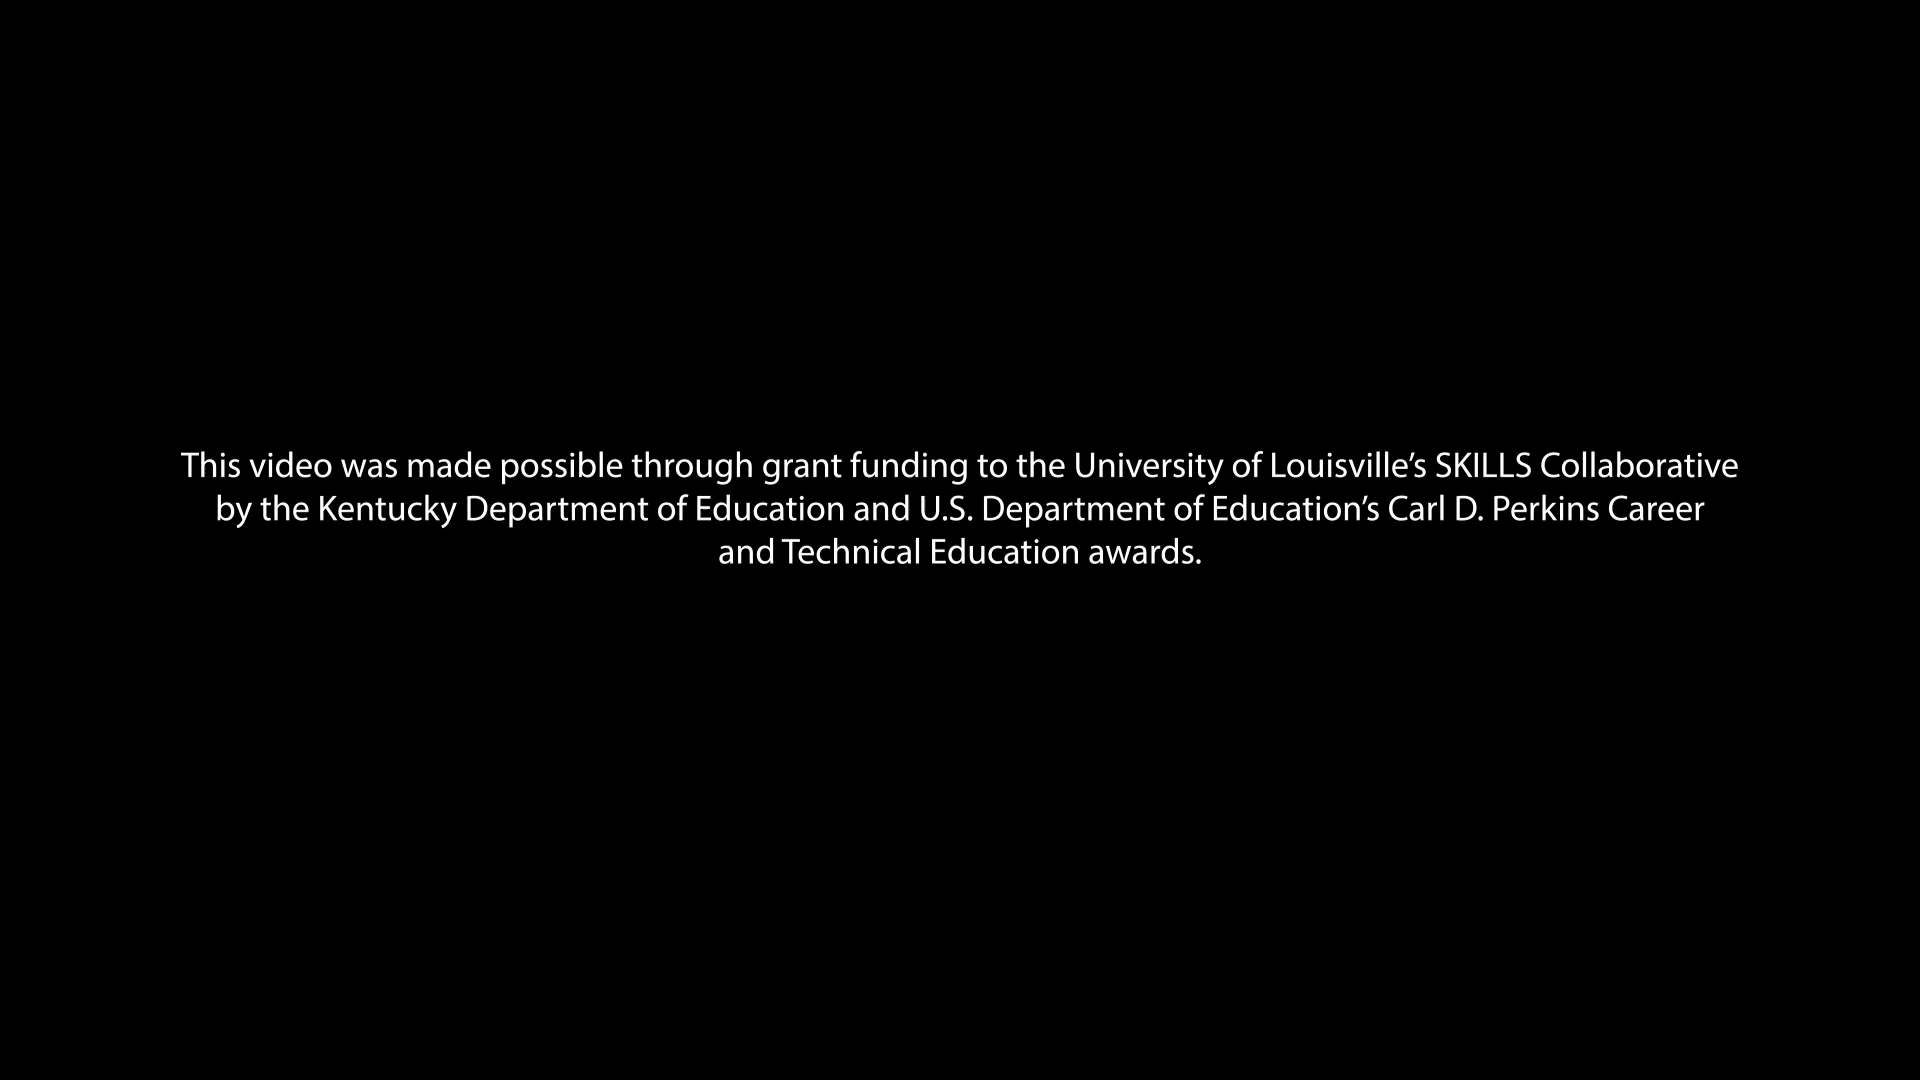 This video was made possible through grant funding to the University of Louisville’s SKILLS Collaborative
by the Kentucky Department of Education and U.S. Department of Education’s Carl D. Perkins Career
and Technical Education awards.